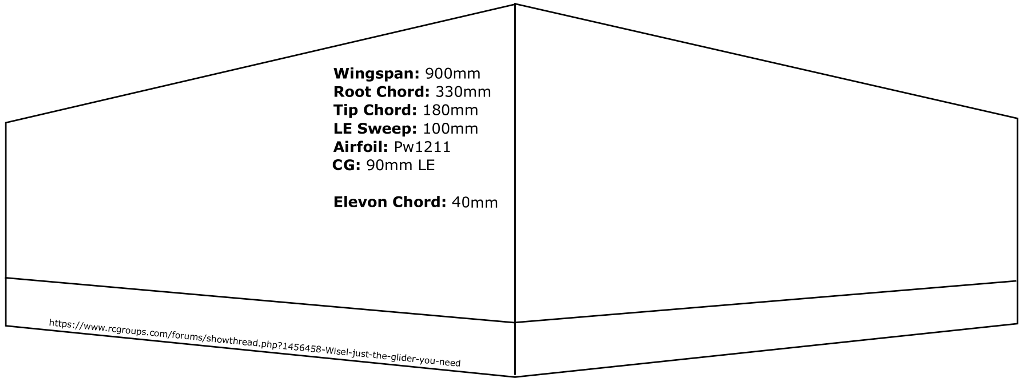 Wingspan: 900mm
Root Chord: 330mm
Tip Chord: 180mm
LE Sweep: 100mm
Airfoil: Pw1211
CG: 90mm LE
Elevon Chord: 40mm
https://www.rcgroups.com/forums/showthread.php?1456458-Wisel-just-the-glider-you-need